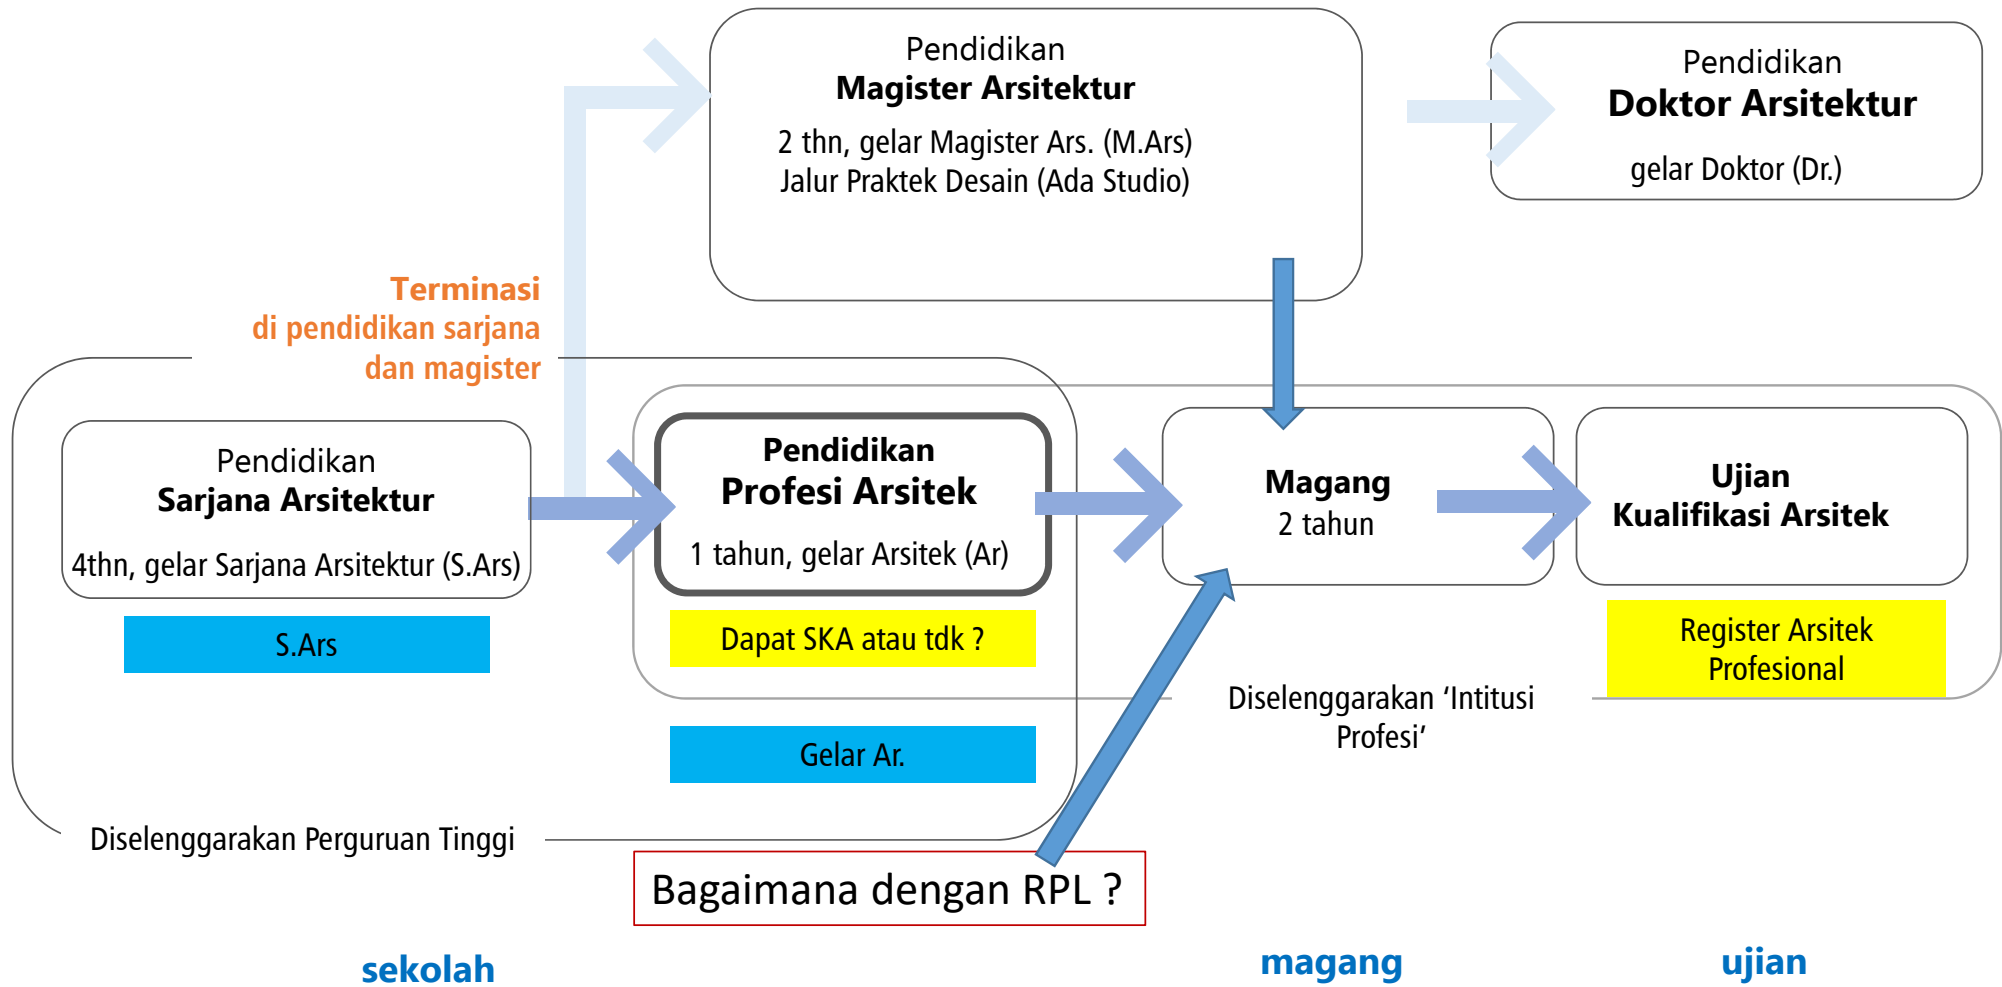 Pendidikan
Magister Arsitektur
2 thn, gelar Magister Ars. (M.Ars)
Jalur Praktek Desain (Ada Studio)
Pendidikan
Doktor Arsitektur
gelar Doktor (Dr.)
Terminasi
di pendidikan sarjana
dan magister
Pendidikan
Sarjana Arsitektur
4thn, gelar Sarjana Arsitektur (S.Ars)
S.Ars
Pendidikan
Profesi Arsitek
1 tahun, gelar Arsitek (Ar)
Dapat SKA atau tdk ?
Gelar Ar.
Magang
2 tahun
Ujian
Kualifikasi Arsitek
Register Arsitek
Profesional
Diselenggarakan ‘Intitusi
Profesi’
Diselenggarakan Perguruan Tinggi
Bagaimana dengan RPL ?
sekolah
magang
ujian